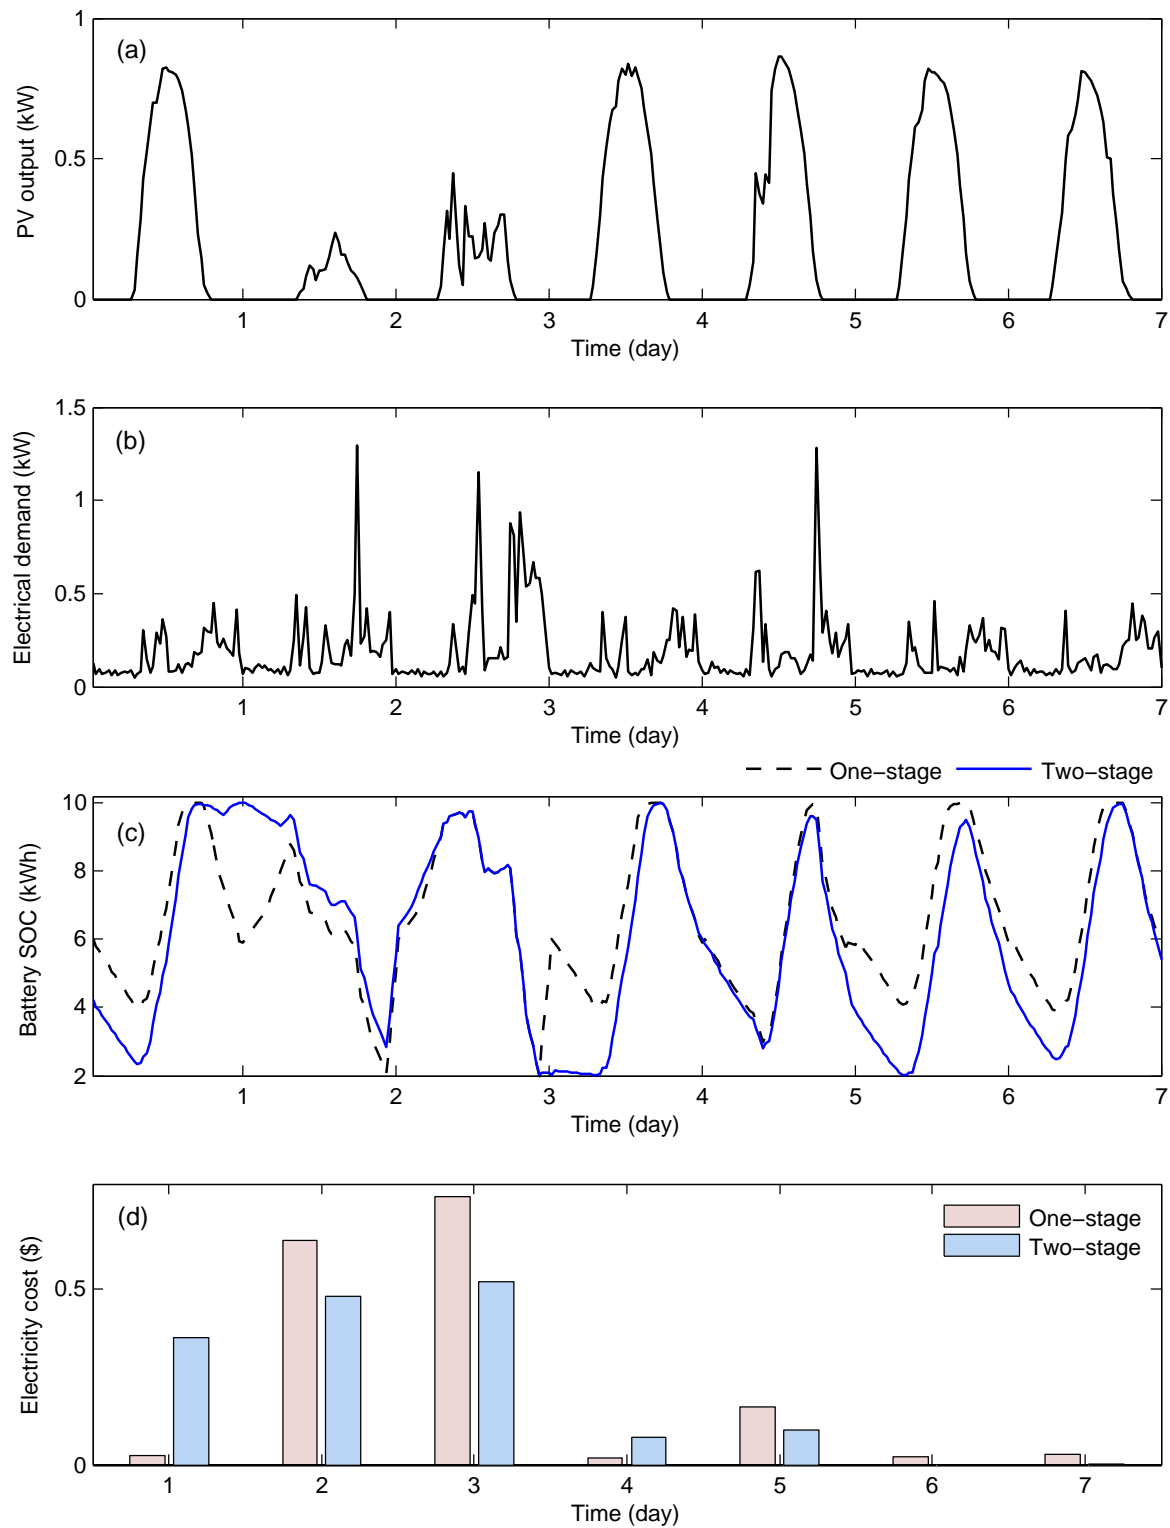 1
(a)
0.5
PV output (kW)
0
1 2 3 4 5 6 7
Time (day)
1.5
(b)
1
Electrical demand (kW)
0.5
0
1 2 3 4 5 6 7
Time (day)
One−stage Two−stage
10
(c)
8
Battery SOC (kWh)
6
4
2
1 2 3 4 5 6 7
Time (day)
(d)
One−stage
Two−stage
0.5
Electricity cost ($)
0
1 2 3 4 5 6 7
Time (day)